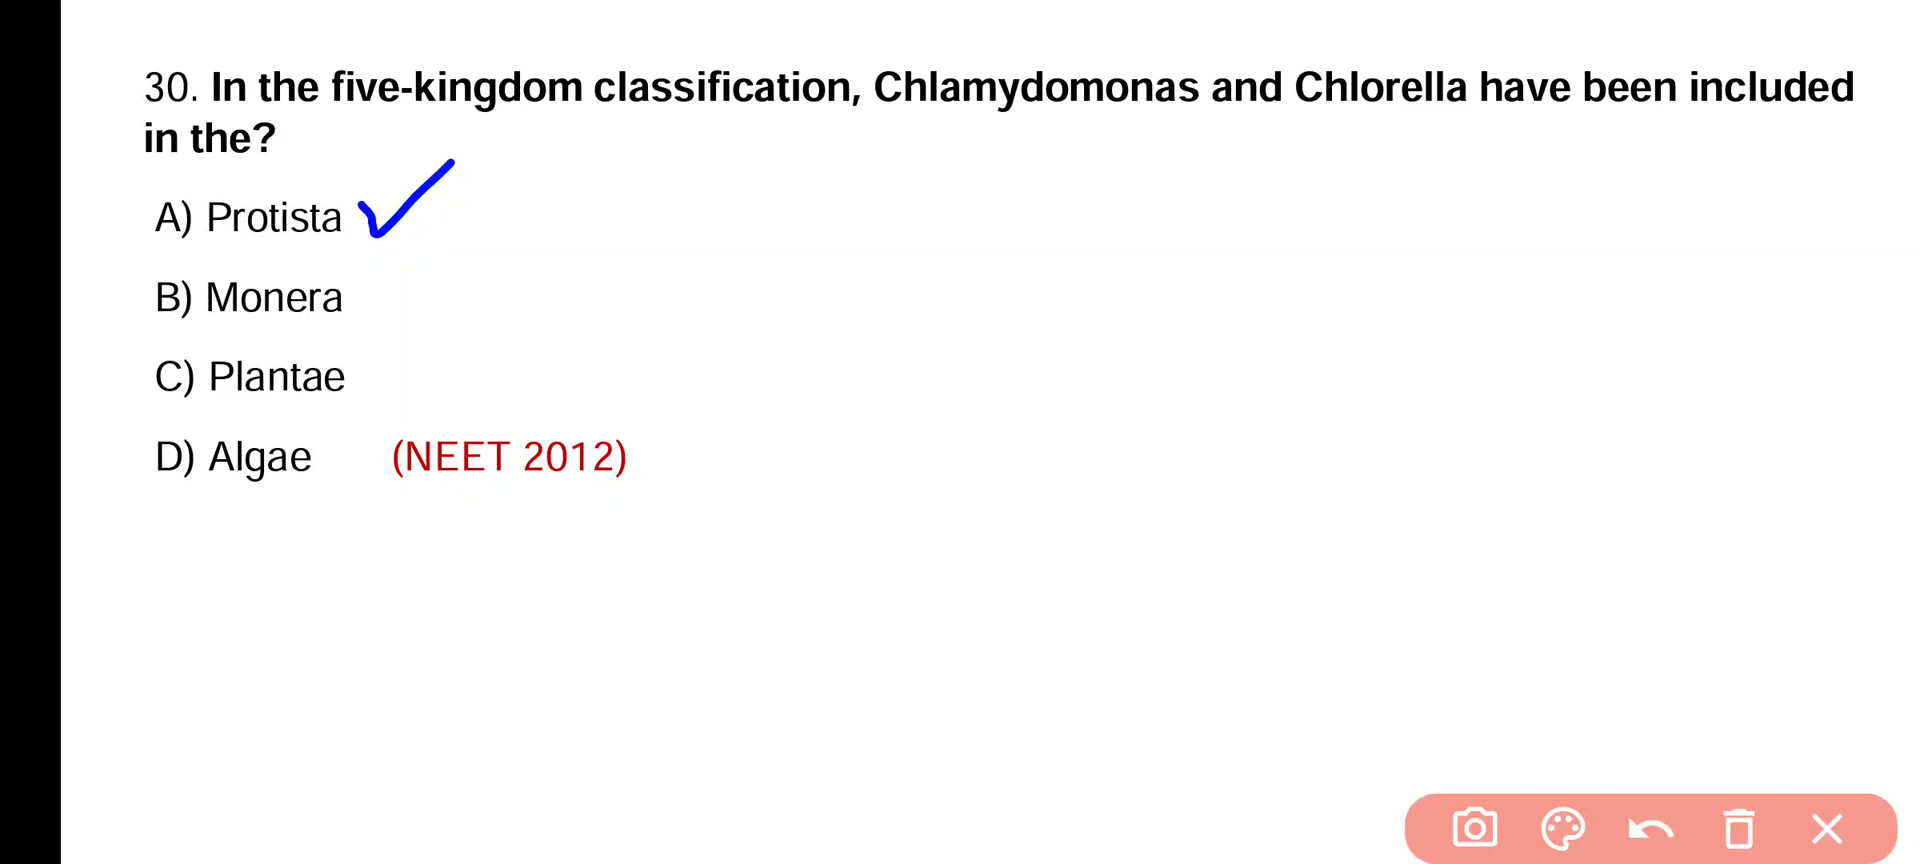 30. In the five-kingdom classification, Chlamydomonas and Chlorella have been included
in the?
A) Protista
B) Monera
C) Plantae
D) Algae (NEET 2012)